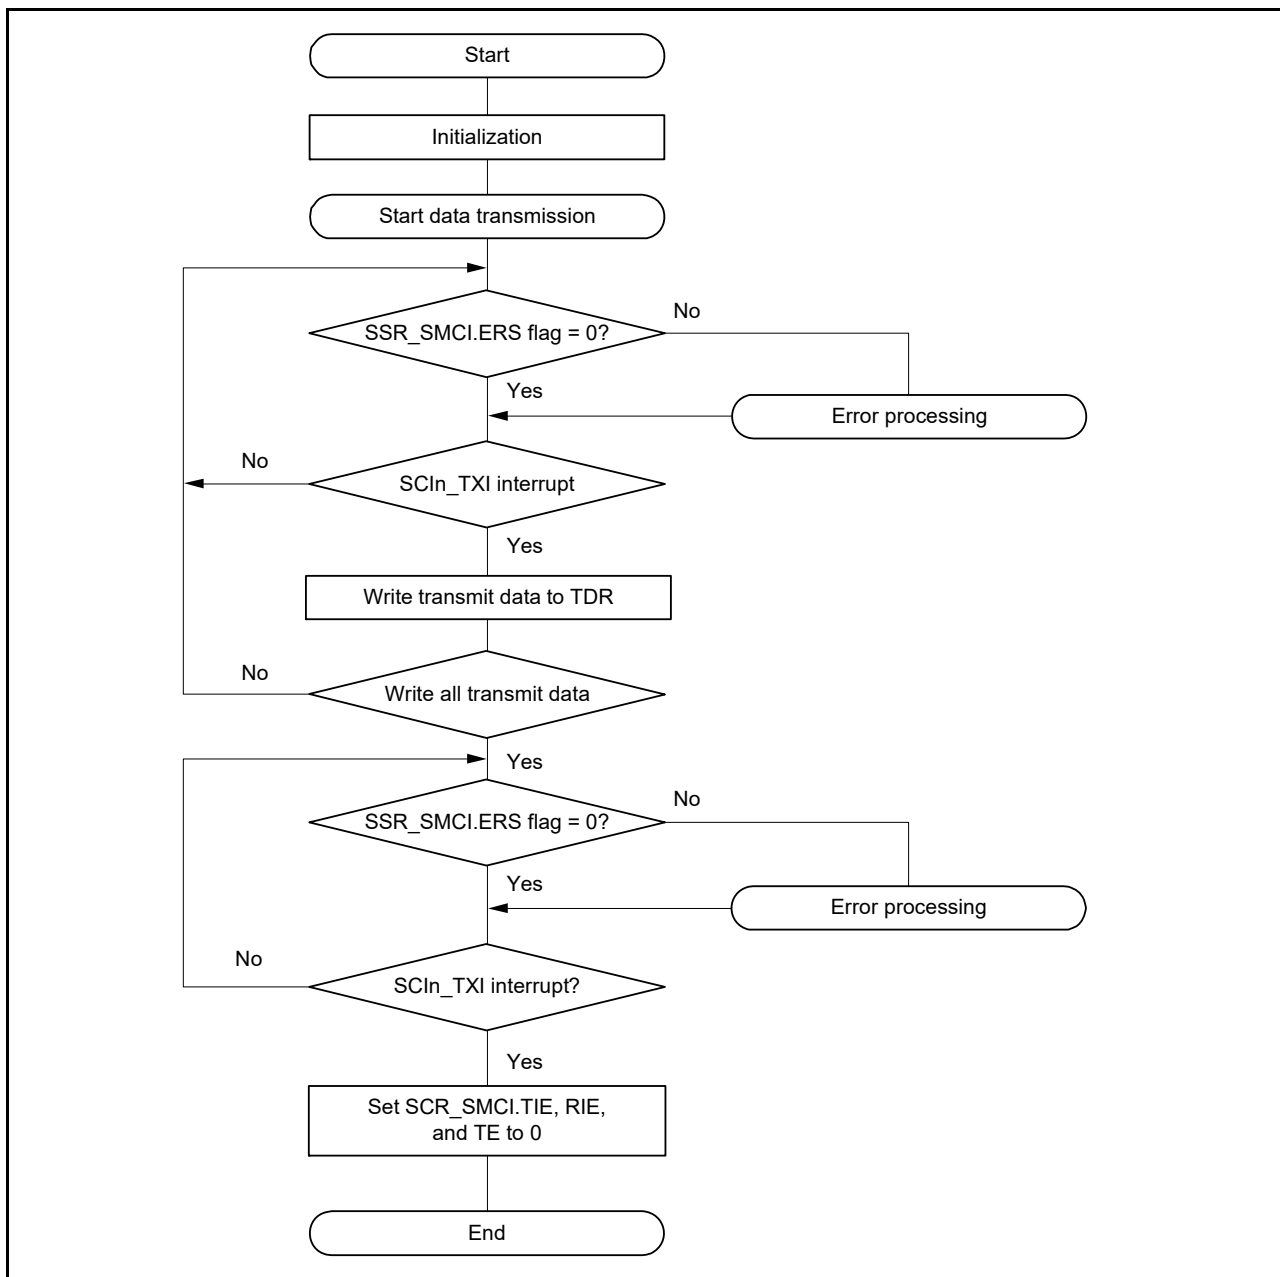 Start
Initialization
Start data transmission
SSR_SMCI.ERS flag = 0?
No
Yes
Error processing
No
SCIn_TXI interrupt
Yes
Write transmit data to TDR
No
Write all transmit data
Yes
SSR_SMCI.ERS flag = 0?
No
Yes
Error processing
No
SCIn_TXI interrupt?
Yes
Set SCR_SMCI.TIE, RIE,
and TE to 0
End